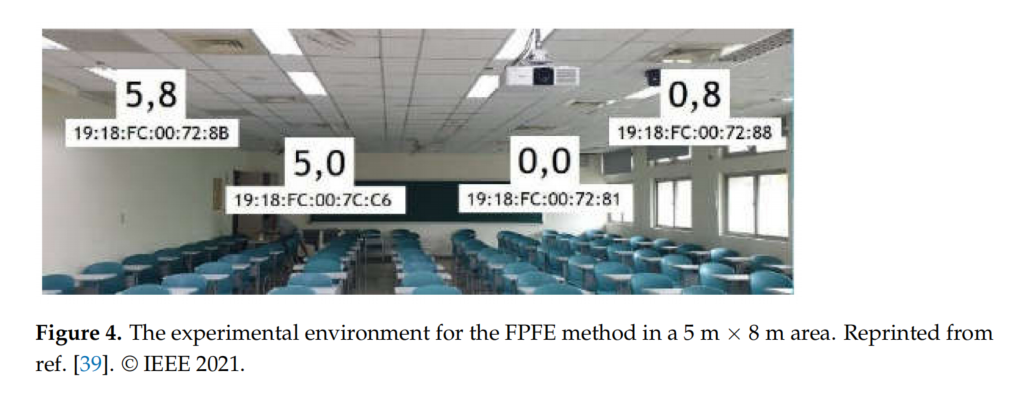 5,8
19:18:FC:00:72:8B
0,8
19:18:FC:00:72:88
5,0
19:18:FC:00:7C:C6
0,0
19:18:FC:00:72:81
Figure 4. The experimental environment for the FPFE method in a 5 m × 8 m area. Reprinted from
ref. [39]. © IEEE 2021.